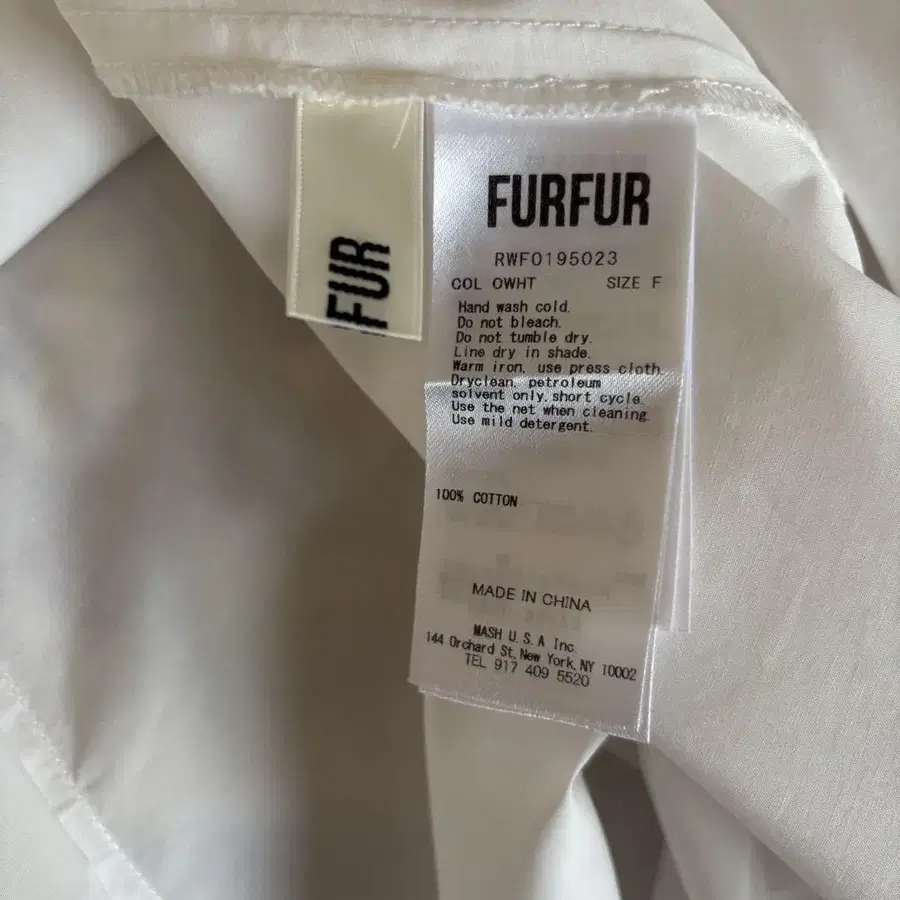 FUR
FURFUR
RWF0195023
COL OWHT SIZE F
Hand wash cold.
Do not bleach.
Do not tumble dry.
Line dry in shade.
Warm iron, use press cloth.
Dryclean, petroleum
solvent only, short cycle.
Use the net when cleaning.
Use mild detergent.
100% COTTON
MADE IN CHINA
MASH U.S.A Inc.
144 Orchard St, New York, NY 10002
TEL 917 409 5520